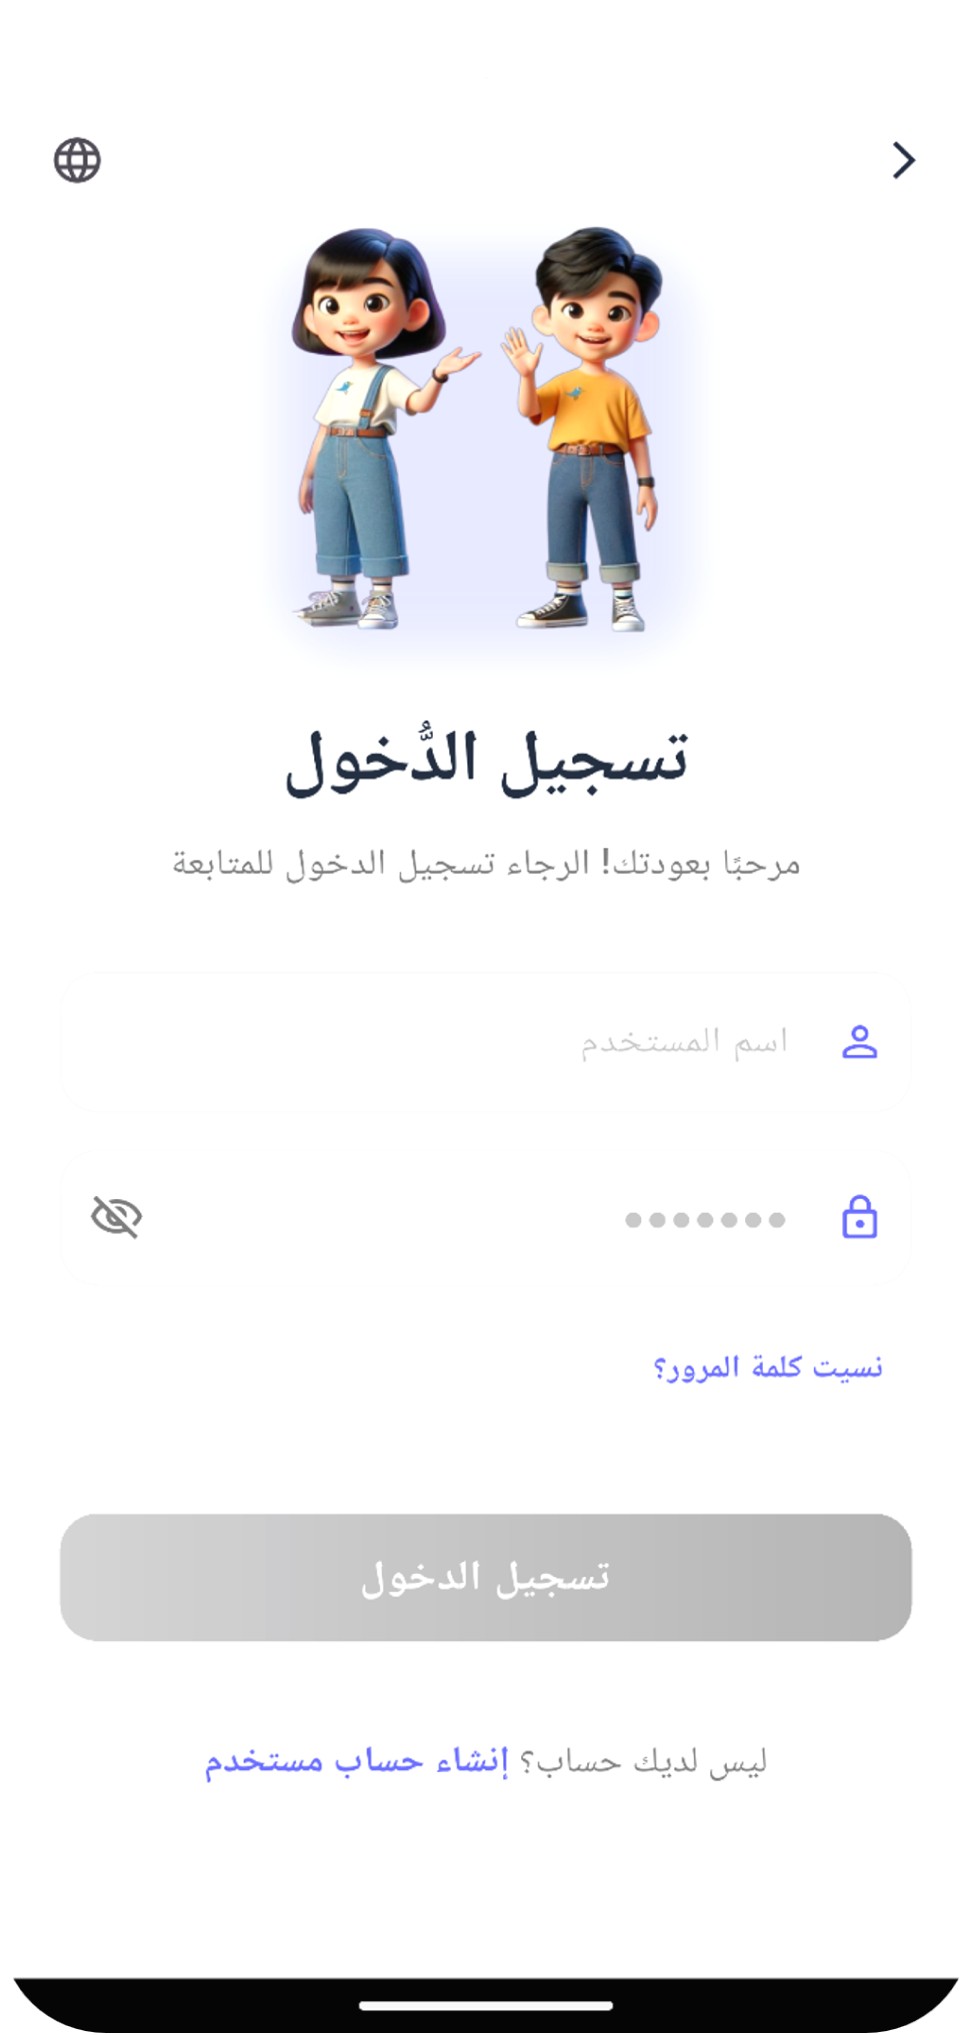 تسجيل الدُّخول
مرحبًا بعودتك! الرجاء تسجيل الدخول للمتابعة
اسم المستخدم
نسيت كلمة المرور؟
تسجيل الدخول
ليس لديك حساب؟ إنشاء حساب مستخدم